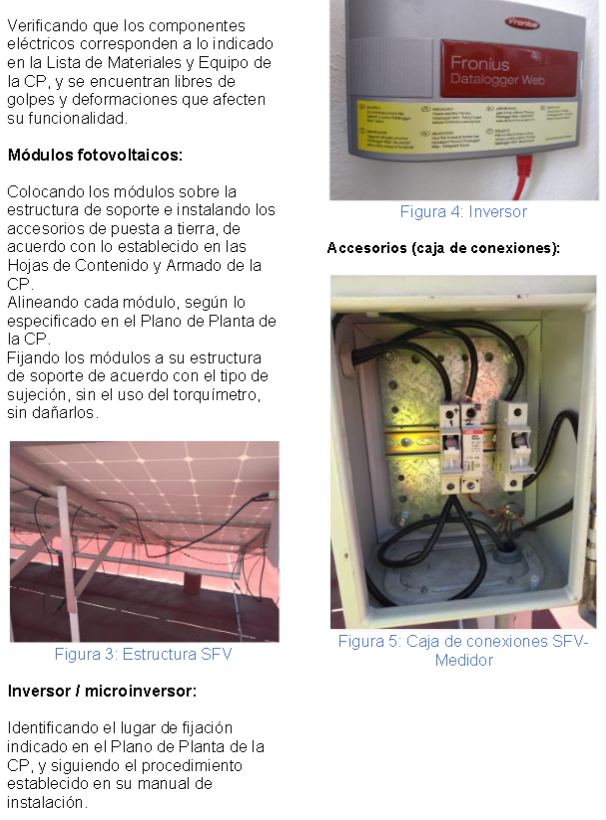 Verificando que los componentes
eléctricos corresponden a lo indicado
en la Lista de Materiales y Equipo de
la CP, y se encuentran libres de
golpes y deformaciones que afecten
su funcionalidad.
Módulos fotovoltaicos:
Colocando los módulos sobre la
estructura de soporte e instalando los
accesorios de puesta a tierra, de
acuerdo con lo establecido en las
Hojas de Contenido y Armado de la
CP.
Alineando cada módulo, según lo
especificado en el Plano de Planta de
la CP.
Fijando los módulos a su estructura
de soporte de acuerdo con el tipo de
sujeción, sin el uso del torquímetro,
sin dañarlos.
Figura 3: Estructura SFV
Inversor / microinversor:
Identificando el lugar de fijación
indicado en el Plano de Planta de la
CP, y siguiendo el procedimiento
establecido en su manual de
instalación.
Fronius
Fronius
Datalogger Web
Figura 4: Inversor
Accesorios (caja de conexiones):
Figura 5: Caja de conexiones SFV-
Medidor